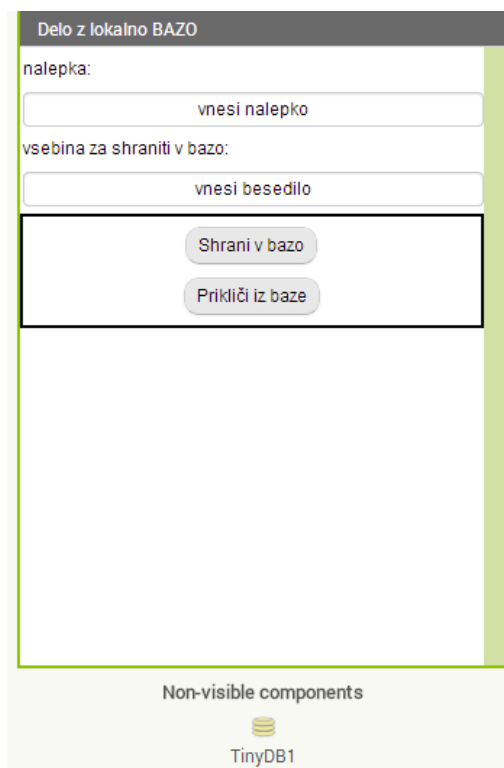 Delo z lokalno BAZO
nalepka:
vnesi nalepko
vsebina za shraniti v bazo:
vnesi besedilo
Shrani v bazo
Prikliči iz baze
Non-visible components
TinyDB1